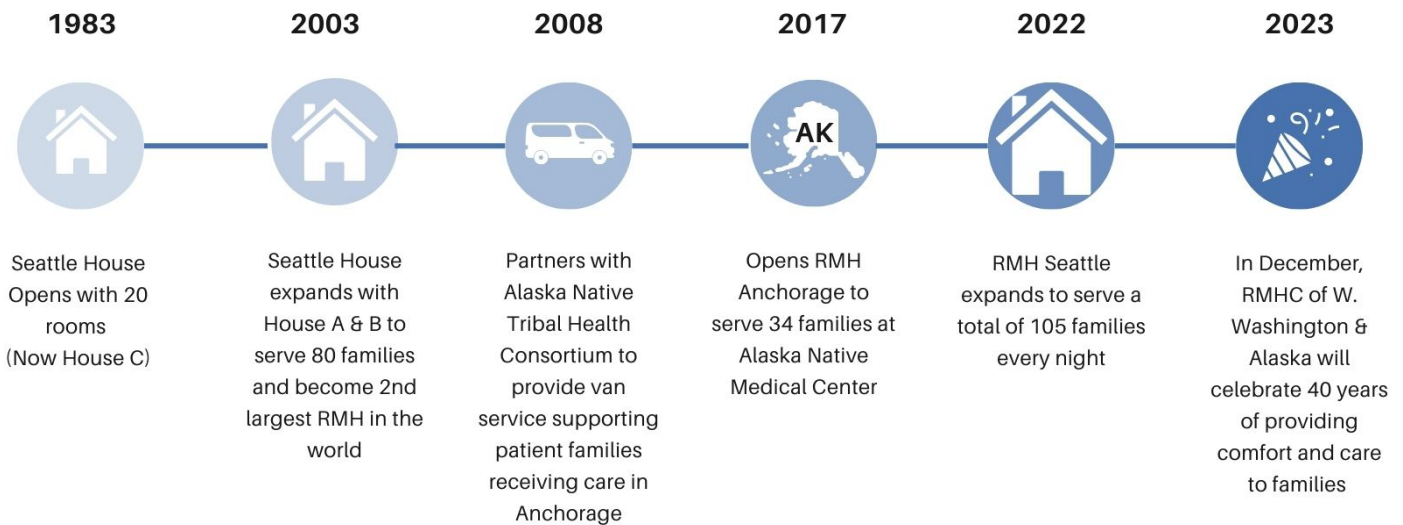 1983
Seattle House
Opens with 20
rooms
(Now House C)
2003
Seattle House
expands with
House A & B to
serve 80 families
and become 2nd
largest RMH in the
world
2008
Partners with
Alaska Native
Tribal Health
Consortium to
provide van
service supporting
patient families
receiving care in
Anchorage
2017
AK
Opens RMH
Anchorage to
serve 34 families at
Alaska Native
Medical Center
2022
RMH Seattle
expands to serve a
total of 105 families
every night
2023
In December,
RMHC of W.
Washington &
Alaska will
celebrate 40 years
of providing
comfort and care
to families